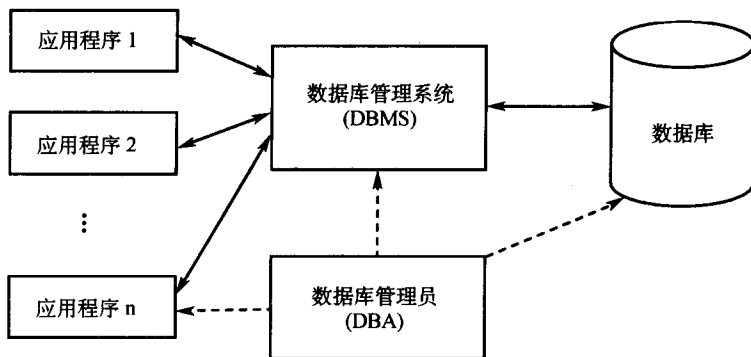 应用程序 1
应用程序 2
⋮
应用程序 n
数据库管理系统
(DBMS)
数据库
数据库管理员
(DBA)